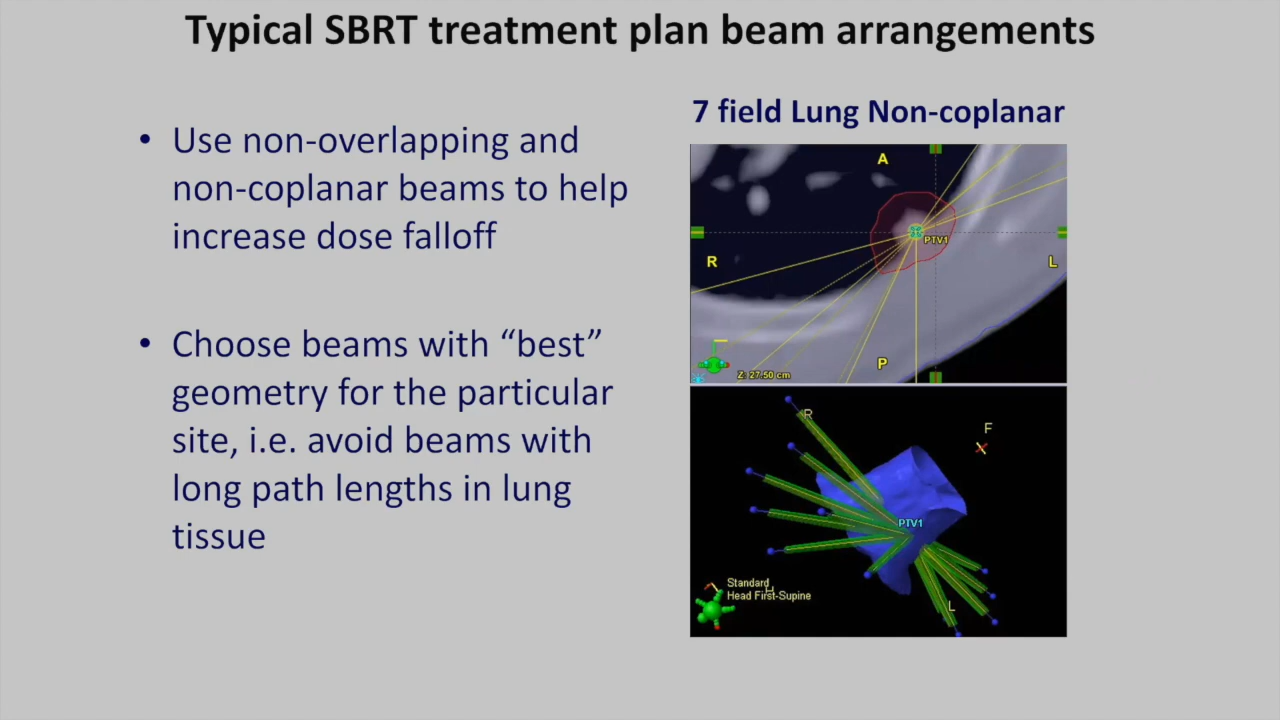 Typical SBRT treatment plan beam arrangements
7 field Lung Non-coplanar
• Use non-overlapping and
non-coplanar beams to help
increase dose falloff
• Choose beams with “best”
geometry for the particular
site, i.e. avoid beams with
long path lengths in lung
tissue
A
PTV1
R
L
P
Z: 27.50 cm
R
F
PTV1
Standard
H
Head First-Supine
L